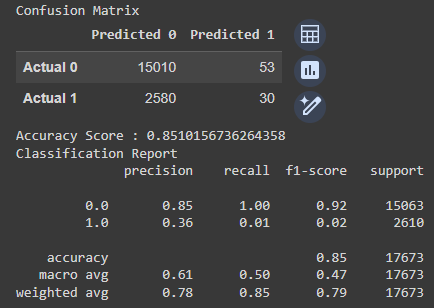 Confusion Matrix
Predicted 0 Predicted 1
Actual 0 15010 53
Actual 1 2580 30
Accuracy Score : 0.8510156736264358
Classification Report
precision recall f1-score support
0.0 0.85 1.00 0.92 15063
1.0 0.36 0.01 0.02 2610
accuracy 0.85 17673
macro avg 0.61 0.50 0.47 17673
weighted avg 0.78 0.85 0.79 17673